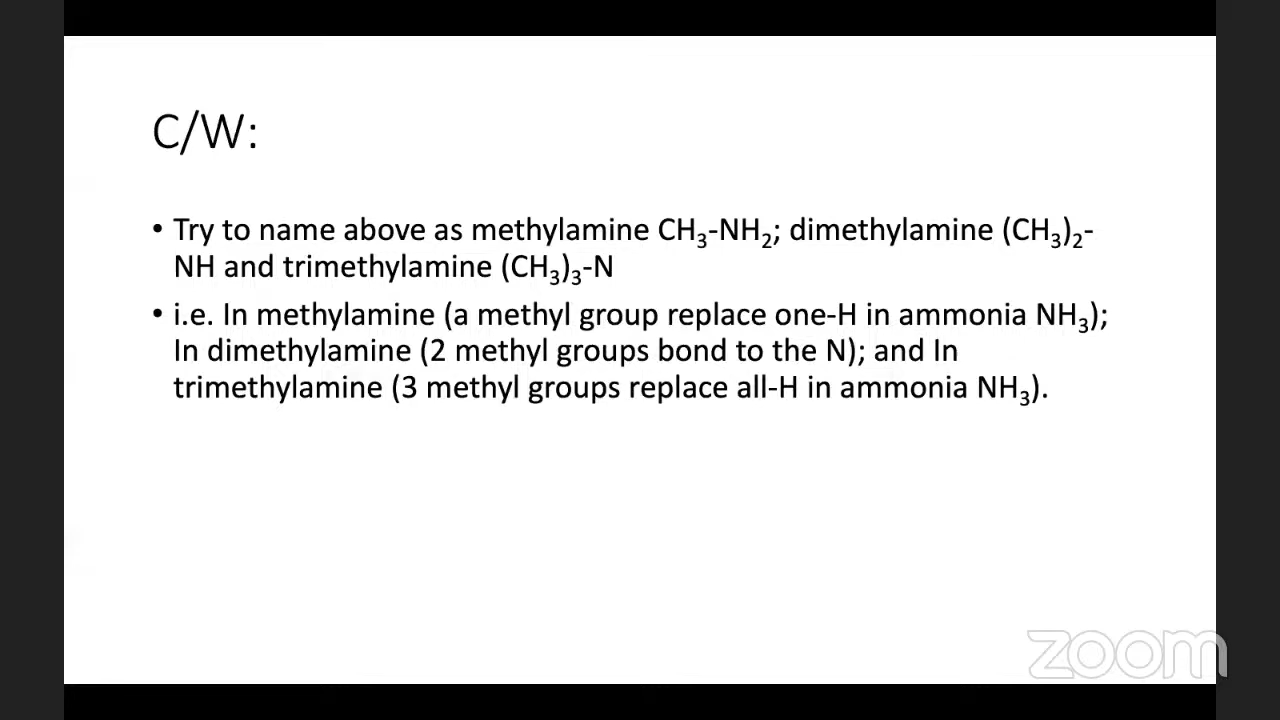 C/W:
• Try to name above as methylamine CH₃-NH₂; dimethylamine (CH₃)₂-
NH and trimethylamine (CH₃)₃-N
• i.e. In methylamine (a methyl group replace one-H in ammonia NH₃);
In dimethylamine (2 methyl groups bond to the N); and In
trimethylamine (3 methyl groups replace all-H in ammonia NH₃).
zoom